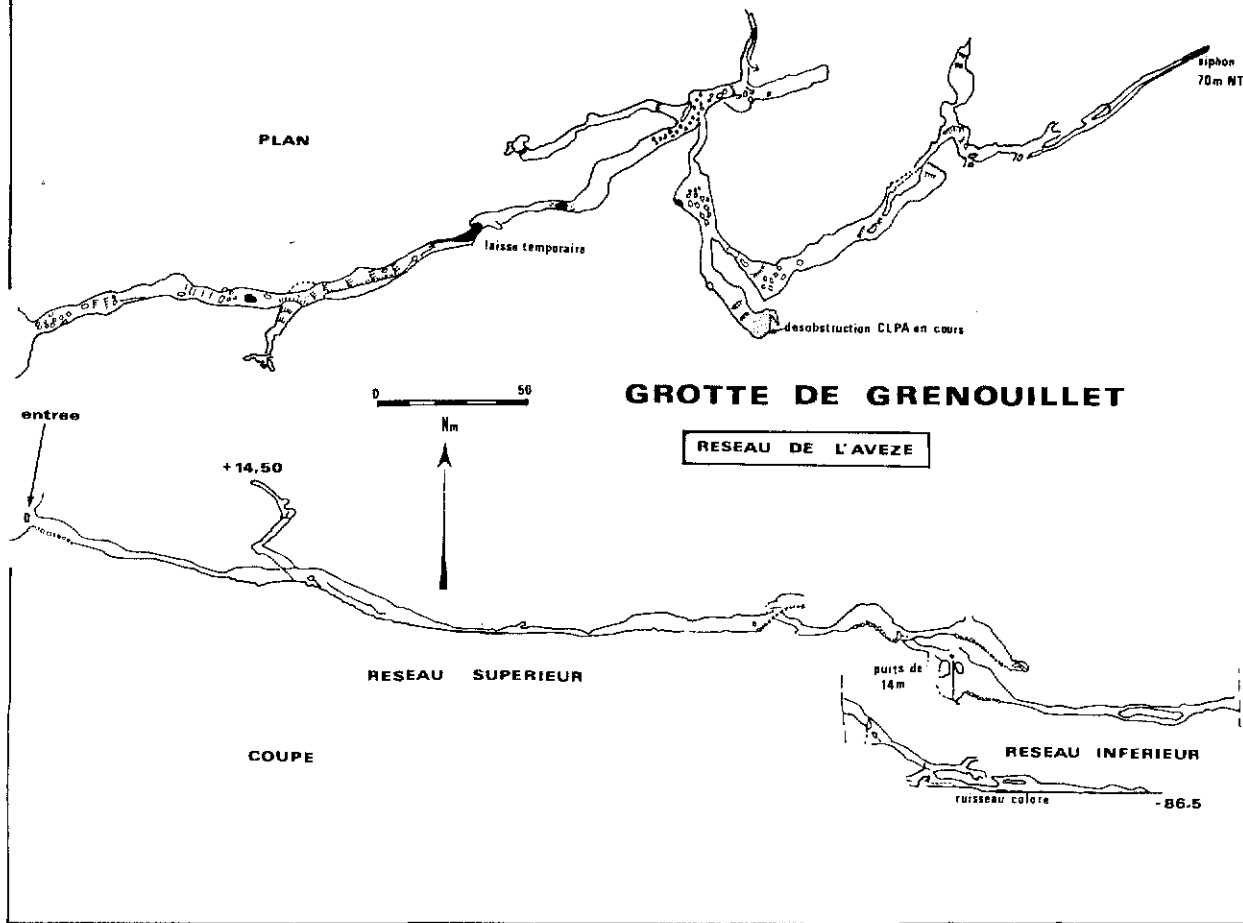 siphon
70m NT
PLAN
laisse temporaire
10
desobstruction CLPA en cours
0 50
GROTTE DE GRENOUILLET
Nm
RESEAU DE L'AVEZE
entree
+14,50
RESEAU SUPERIEUR
puits de
14m
COUPE
RESEAU INFERIEUR
ruisseau colore
-86.5